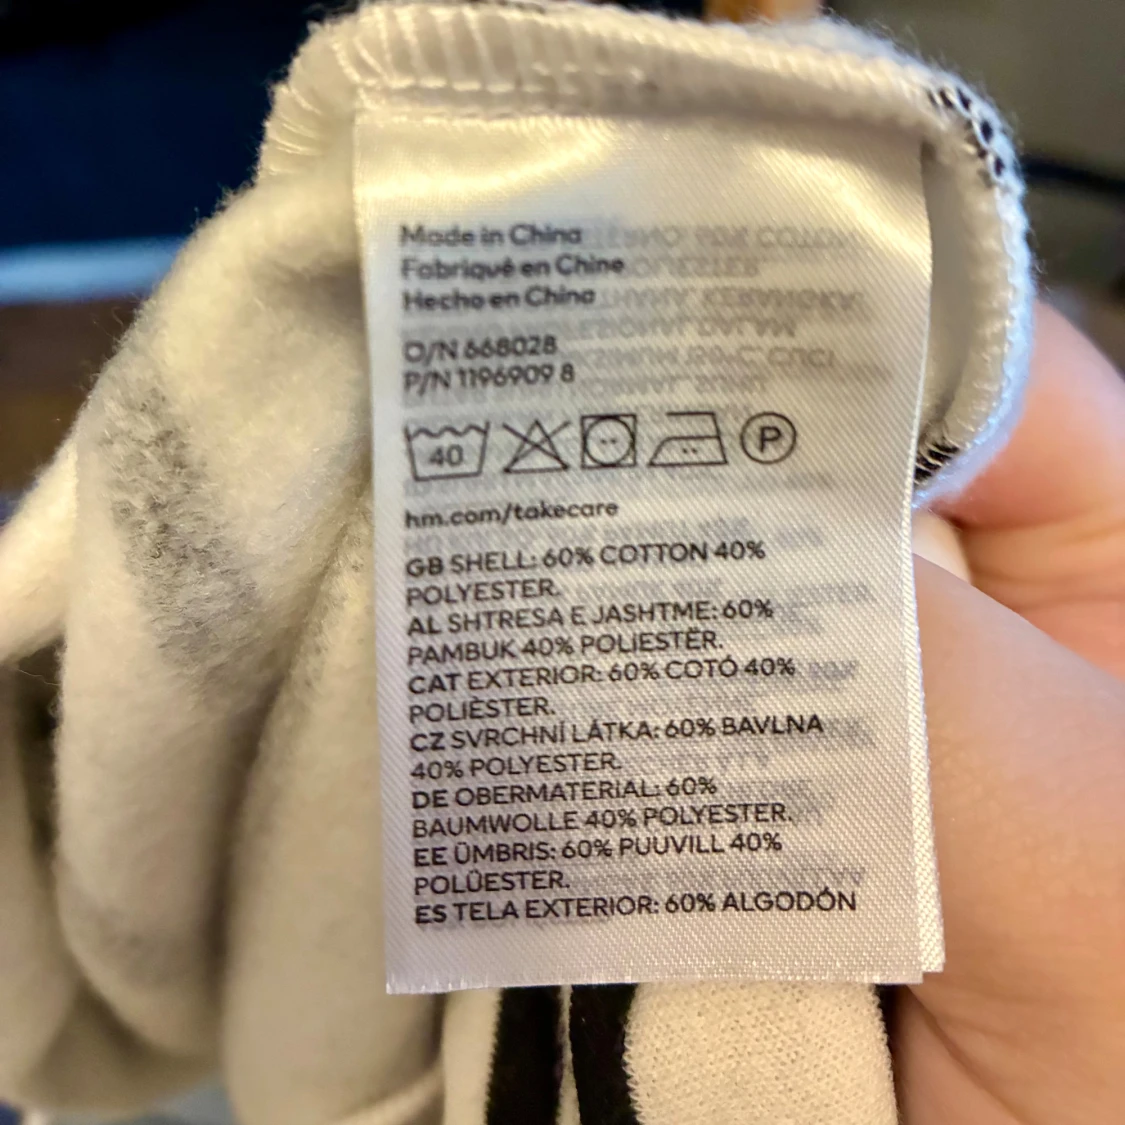 Made in China
Fabriqué en Chine
Hecho en China
O/N 668028
P/N 1196909 8
40 P
hm.com/takecare
GB SHELL: 60% COTTON 40%
POLYESTER.
AL SHTRESA E JASHTME: 60%
PAMBUK 40% POLIESTËR.
CAT EXTERIOR: 60% COTÓ 40%
POLIÈSTER.
CZ SVRCHNÍ LÁTKA: 60% BAVLNA
40% POLYESTER.
DE OBERMATERIAL: 60%
BAUMWOLLE 40% POLYESTER.
EE ÜMBRIS: 60% PUUVILL 40%
POLÜESTER.
ES TELA EXTERIOR: 60% ALGODÓN